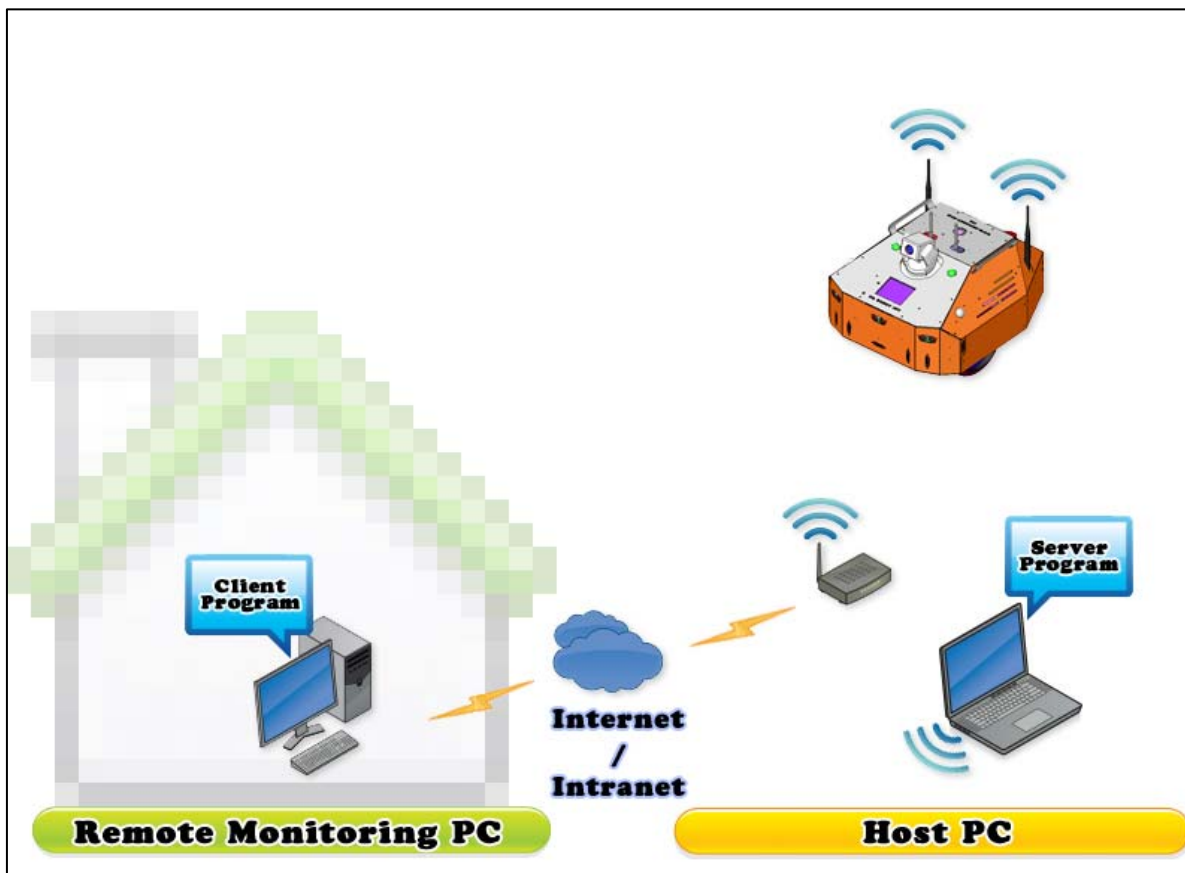 Client
Program
Server
Program
Internet
/
Intranet
Remote Monitoring PC
Host PC